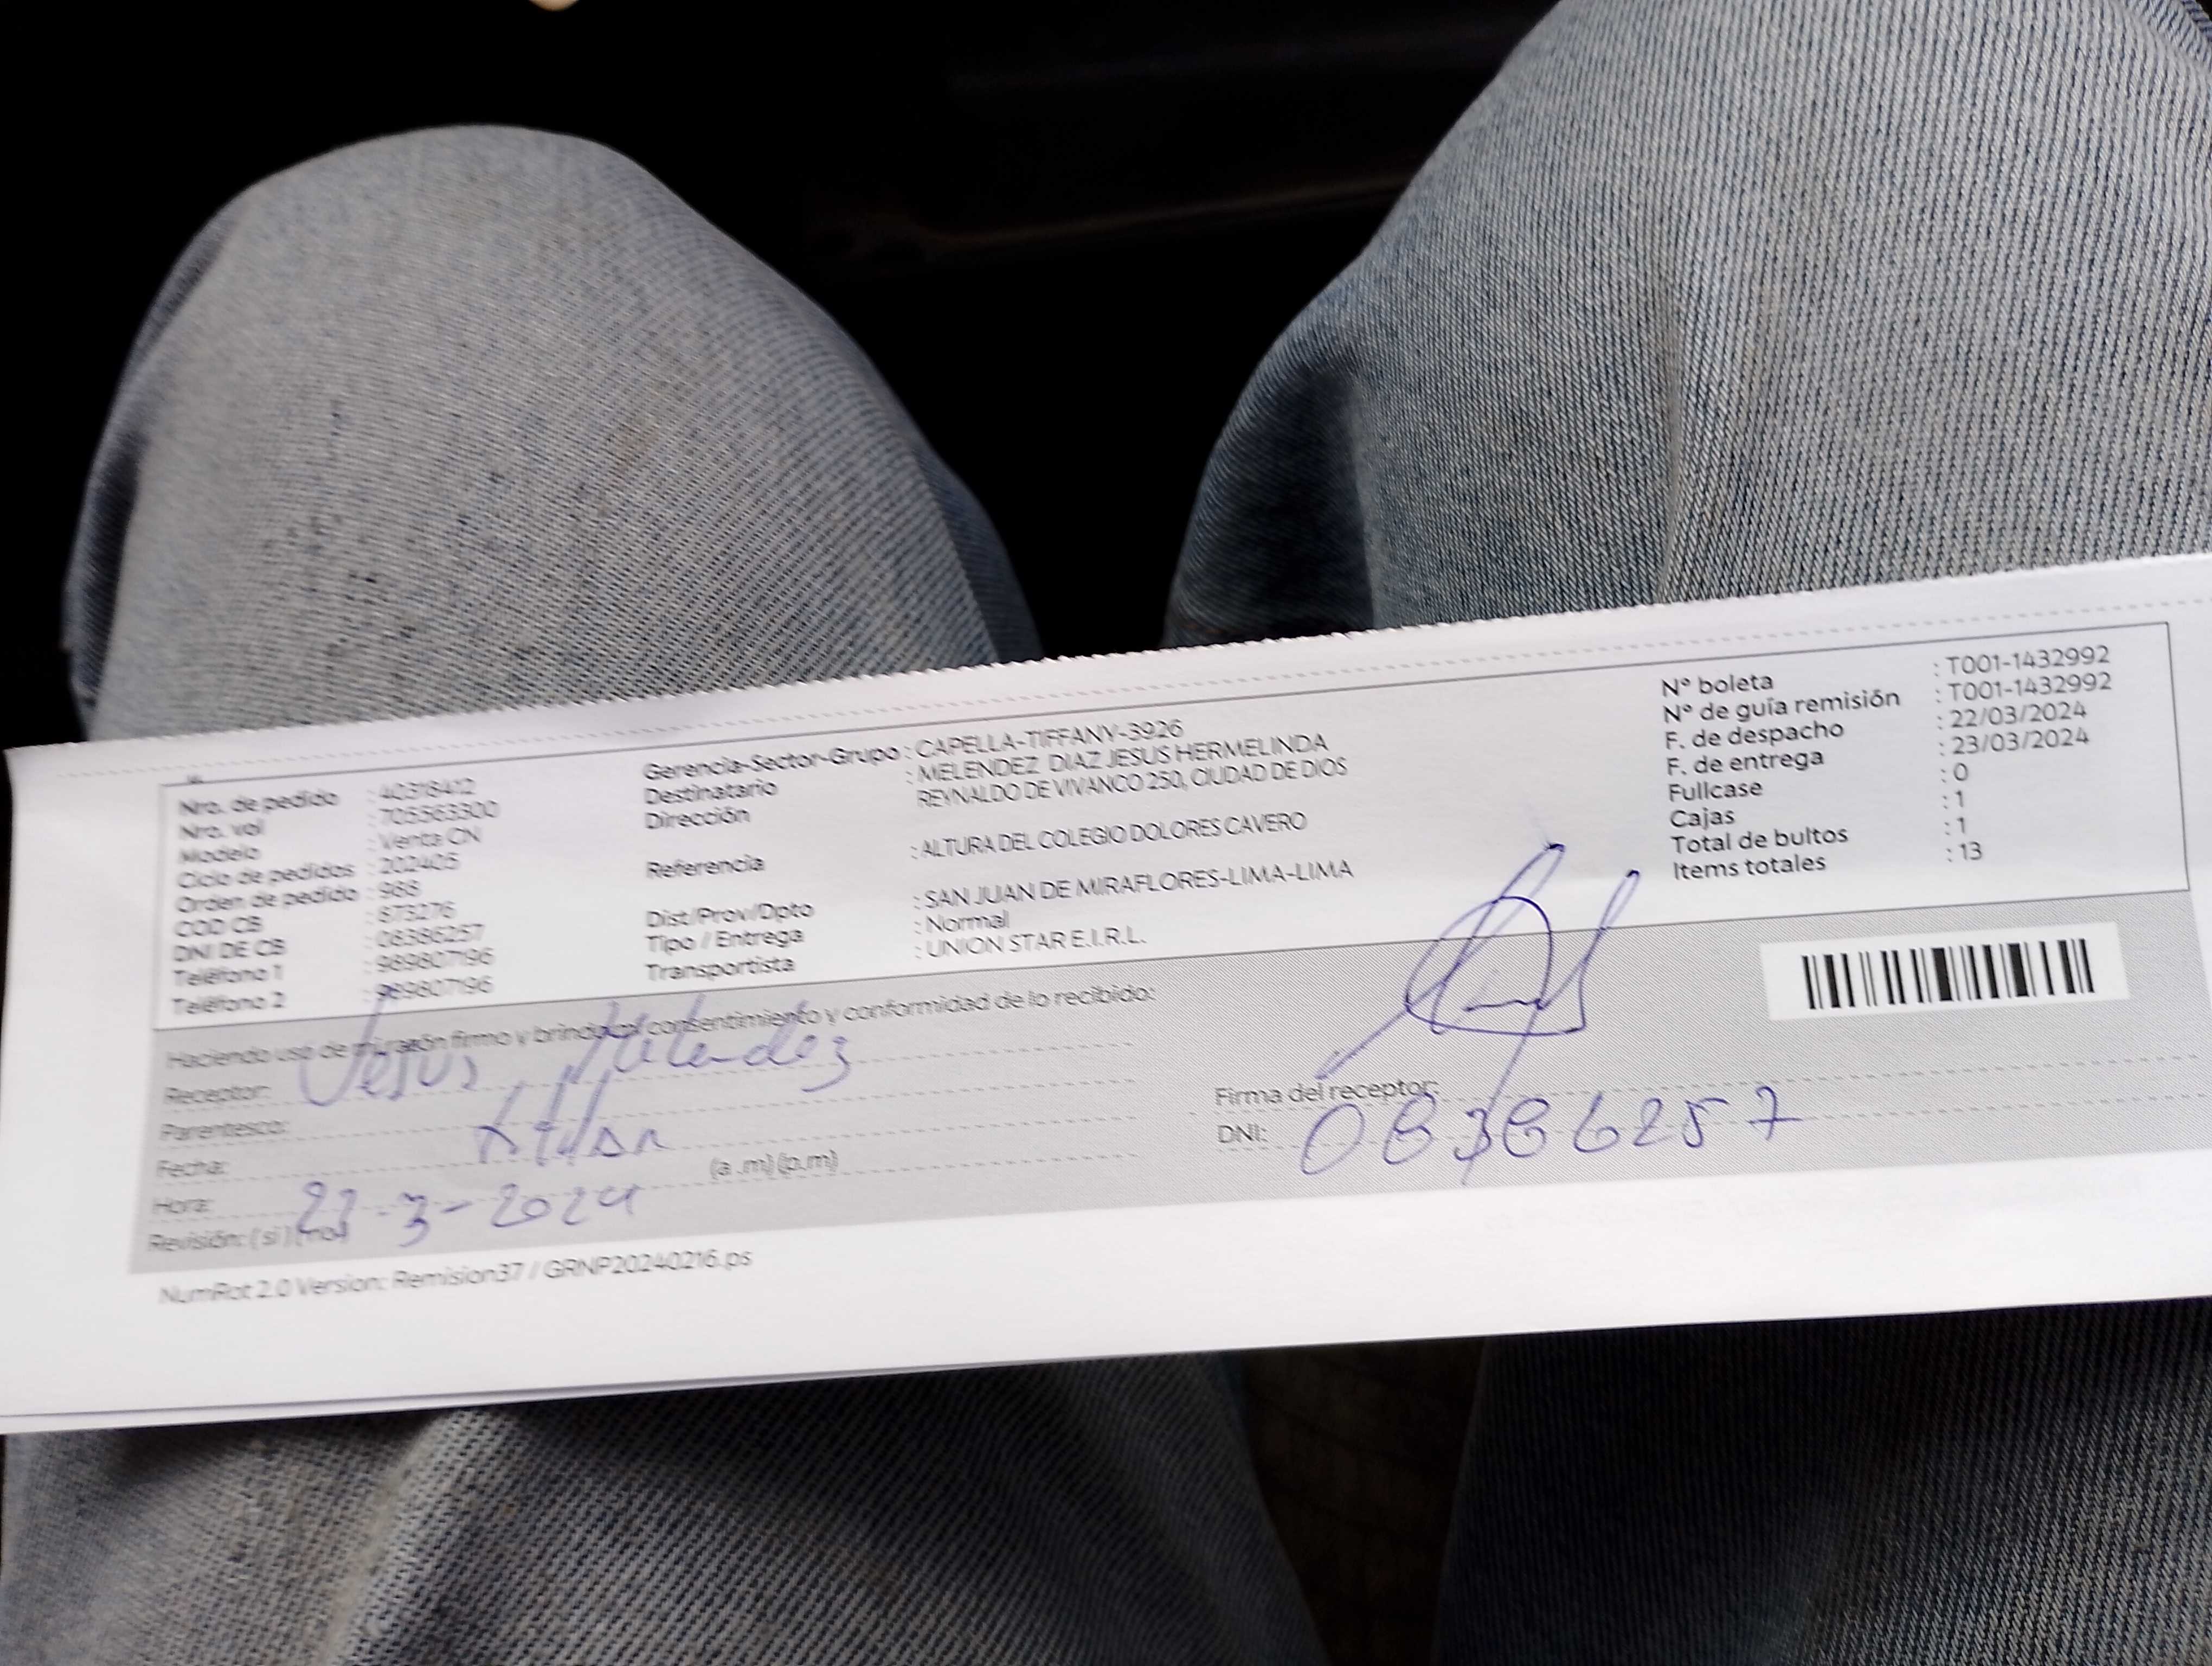 Nro. de pedido : 40318412
Nro. vol : 705563300
Modelo : Venta CN
Ciclo de pedidos : 202405
Orden de pedido : 988
COD CB : 873276
DNI DE CB : 08386257
Teléfono 1 : 989807196
Teléfono 2 : 989807196
Gerencia-Sector-Grupo : CAPELLA-TIFFANY-3926
Destinatario : MELENDEZ DIAZ JESUS HERMELINDA
Dirección REYNALDO DE VIVANCO 250, CIUDAD DE DIOS
Referencia : ALTURA DEL COLEGIO DOLORES CAVERO
Dist/Prov/Dpto : SAN JUAN DE MIRAFLORES-LIMA-LIMA
Tipo / Entrega : Normal
Transportista : UNION STAR E.I.R.L.
N° boleta : T001-1432992
N° de guía remisión : T001-1432992
F. de despacho : 22/03/2024
F. de entrega : 23/03/2024
Fullcase : 0
Cajas : 1
Total de bultos : 1
Items totales : 13
Haciendo uso de mi razón firmo y brindo mi consentimiento y conformidad de lo recibido:
Receptor: Jesus Melendez
Parentesco:
Fecha:
Hora: (a.m) (p.m)
23-3-2024
Revisión: ( si ) ( no )
Firma del receptor:
DNI: 08386257
NumRot 2.0 Version: Remision37 / GRNP20240216.ps